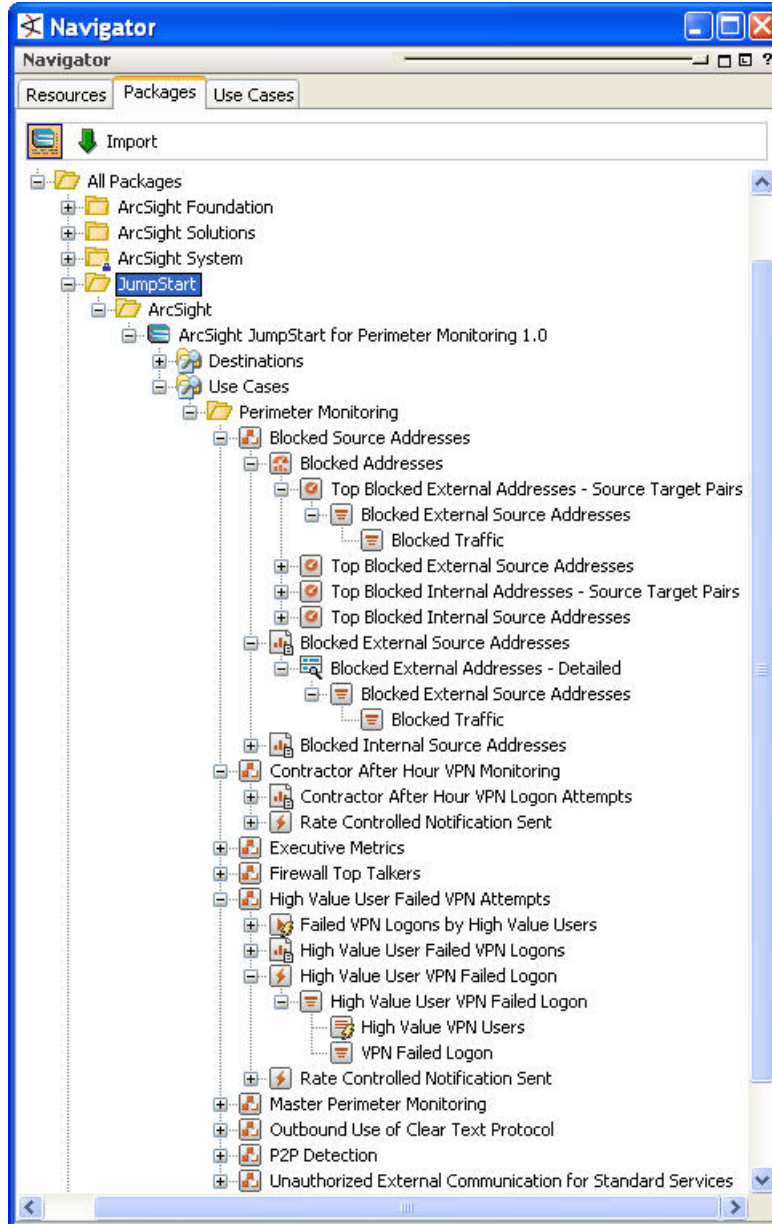 Navigator
Navigator ?
Resources Packages Use Cases
Import
All Packages
ArcSight Foundation
ArcSight Solutions
ArcSight System
JumpStart
ArcSight
ArcSight JumpStart for Perimeter Monitoring 1.0
Destinations
Use Cases
Perimeter Monitoring
Blocked Source Addresses
Blocked Addresses
Top Blocked External Addresses - Source Target Pairs
Blocked External Source Addresses
Blocked Traffic
Top Blocked External Source Addresses
Top Blocked Internal Addresses - Source Target Pairs
Top Blocked Internal Source Addresses
Blocked External Source Addresses
Blocked External Addresses - Detailed
Blocked External Source Addresses
Blocked Traffic
Blocked Internal Source Addresses
Contractor After Hour VPN Monitoring
Contractor After Hour VPN Logon Attempts
Rate Controlled Notification Sent
Executive Metrics
Firewall Top Talkers
High Value User Failed VPN Attempts
Failed VPN Logons by High Value Users
High Value User Failed VPN Logons
High Value User VPN Failed Logon
High Value User VPN Failed Logon
High Value VPN Users
VPN Failed Logon
Rate Controlled Notification Sent
Master Perimeter Monitoring
Outbound Use of Clear Text Protocol
P2P Detection
Unauthorized External Communication for Standard Services